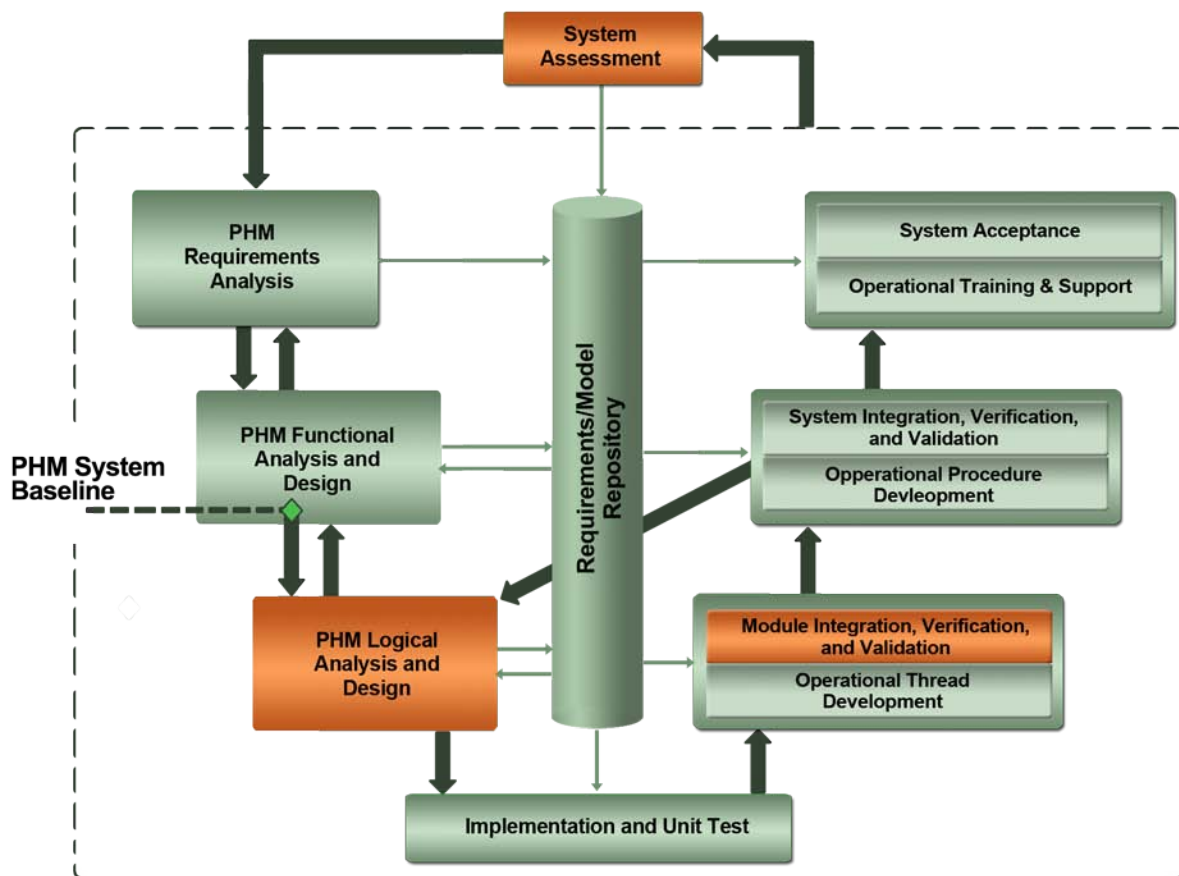 System
Assessment
PHM
Requirements
Analysis
System Acceptance
Operational Training & Support
PHM Functional
Analysis and
Design
Requirements/Model
Repository
System Integration, Verification,
and Validation
Opperational Procedure
Devleopment
PHM System
Baseline
PHM Logical
Analysis and
Design
Module Integration, Verification,
and Validation
Operational Thread
Development
Implementation and Unit Test